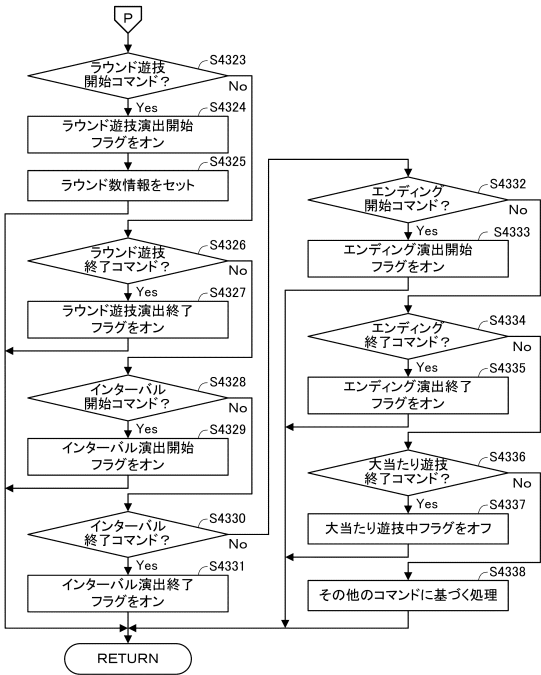 P
S4323
ラウンド遊技
開始コマンド？
No
Yes
S4324
ラウンド遊技演出開始
フラグをオン
S4325
ラウンド数情報をセット
S4326
ラウンド遊技
終了コマンド？
No
Yes
S4327
ラウンド遊技演出終了
フラグをオン
S4328
インターバル
開始コマンド？
No
Yes
S4329
インターバル演出開始
フラグをオン
S4330
インターバル
終了コマンド？
No
Yes
S4331
インターバル演出終了
フラグをオン
S4332
エンディング
開始コマンド？
No
Yes
S4333
エンディング演出開始
フラグをオン
S4334
エンディング
終了コマンド？
No
Yes
S4335
エンディング演出終了
フラグをオン
S4336
大当たり遊技
終了コマンド？
No
Yes
S4337
大当たり遊技中フラグをオフ
S4338
その他のコマンドに基づく処理
RETURN